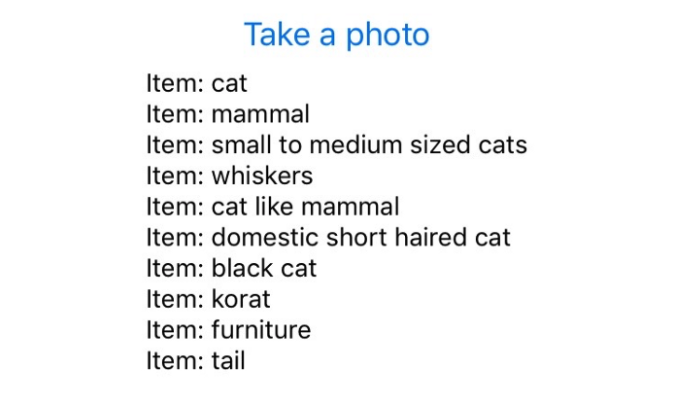 Take a photo
Item: cat
Item: mammal
Item: small to medium sized cats
Item: whiskers
Item: cat like mammal
Item: domestic short haired cat
Item: black cat
Item: korat
Item: furniture
Item: tail